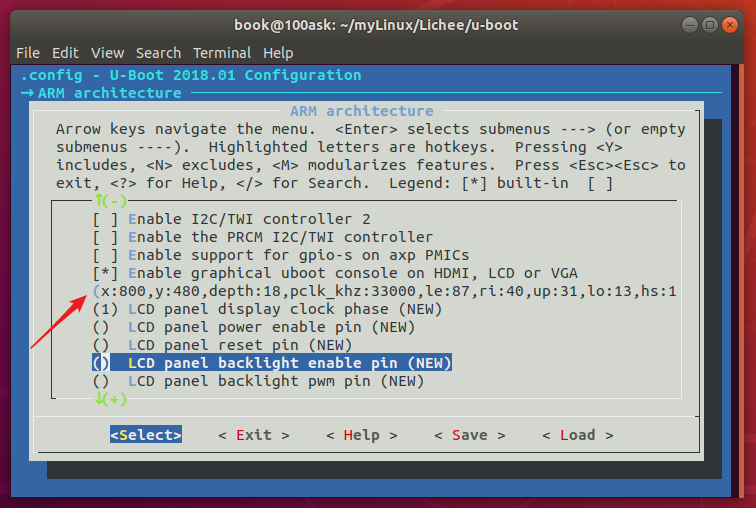 book@100ask: ~/myLinux/Lichee/u-boot
File Edit View Search Terminal Help
.config - U-Boot 2018.01 Configuration
→ ARM architecture
ARM architecture
Arrow keys navigate the menu. <Enter> selects submenus ---> (or empty
submenus ----). Highlighted letters are hotkeys. Pressing <Y>
includes, <N> excludes, <M> modularizes features. Press <Esc><Esc> to
exit, <?> for Help, </> for Search. Legend: [*] built-in [ ]
↑(-)
[ ] Enable I2C/TWI controller 2
[ ] Enable the PRCM I2C/TWI controller
[ ] Enable support for gpio-s on axp PMICs
[*] Enable graphical uboot console on HDMI, LCD or VGA
(x:800,y:480,depth:18,pclk_khz:33000,le:87,ri:40,up:31,lo:13,hs:1
(1) LCD panel display clock phase (NEW)
() LCD panel power enable pin (NEW)
() LCD panel reset pin (NEW)
() LCD panel backlight enable pin (NEW)
() LCD panel backlight pwm pin (NEW)
↓(+)
<Select> < Exit > < Help > < Save > < Load >